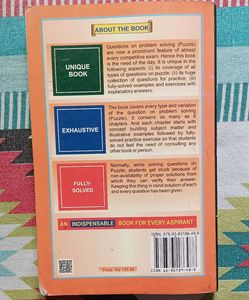 ABOUT THE BOOK
UNIQUE
BOOK
Questions on problem solving (Puzzle)
are now a prominent feature of almost
every competitive exam. Hence this book
is the need of the day. It is unique in the
following aspects: (i) its coverage of all
types of questions on puzzle; (ii) its huge
collection of questions for practice; (iii)
fully-solved examples and exercises with
explanatory answers.
EXHAUSTIVE
The book covers every type and variation
of the question on problem solving
(Puzzle). It contains as many as 8
chapters. And each chapter starts with
concept building subject matter and
illustrative examples followed by fully-
solved practice exercise so that students
do not feel the need of consulting any
other book or person.
FULLY-
SOLVED
Normally, while solving questions on
Puzzle, students get stuck because of
non-availability of proper solutions from
which they can verify their answer.
Keeping this thing in mind solution of each
and every question has been given.
AN INDISPENSABLE BOOK FOR EVERY ASPIRANT
Price: Rs